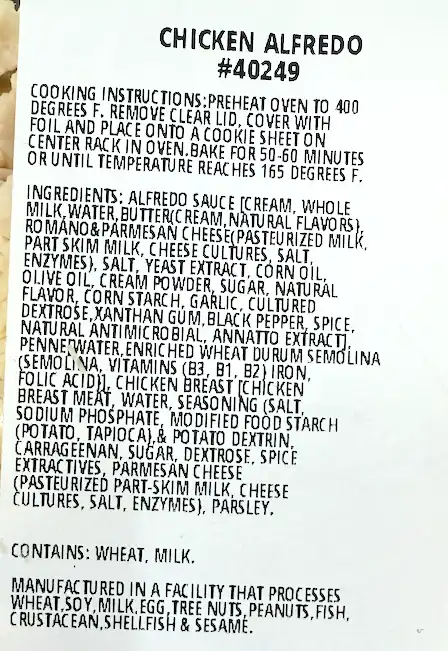 CHICKEN ALFREDO
#40249
COOKING INSTRUCTIONS:PREHEAT OVEN TO 400
DEGREES F. REMOVE CLEAR LID, COVER WITH
FOIL AND PLACE ONTO A COOKIE SHEET ON
CENTER RACK IN OVEN.BAKE FOR 50-60 MINUTES
OR UNTIL TEMPERATURE REACHES 165 DEGREES F.
INGREDIENTS: ALFREDO SAUCE [CREAM, WHOLE
MILK,WATER,BUTTER(CREAM,NATURAL FLAVORS),
ROMANO&PARMESAN CHEESE(PASTEURIZED MILK,
PART SKIM MILK, CHEESE CULTURES, SALT,
ENZYMES), SALT, YEAST EXTRACT, CORN OIL,
OLIVE OIL, CREAM POWDER, SUGAR, NATURAL
FLAVOR, CORN STARCH, GARLIC, CULTURED
DEXTROSE,XANTHAN GUM,BLACK PEPPER, SPICE,
NATURAL ANTIMICROBIAL, ANNATTO EXTRACT],
PENNE[WATER,ENRICHED WHEAT DURUM SEMOLINA
(SEMOLINA, VITAMINS (B3, B1, B2) IRON,
FOLIC ACID)], CHICKEN BREAST [CHICKEN
BREAST MEAT, WATER, SEASONING (SALT,
SODIUM PHOSPHATE, MODIFIED FOOD STARCH
(POTATO, TAPIOCA),& POTATO DEXTRIN,
CARRAGEENAN, SUGAR, DEXTROSE, SPICE
EXTRACTIVES, PARMESAN CHEESE
(PASTEURIZED PART-SKIM MILK, CHEESE
CULTURES, SALT, ENZYMES), PARSLEY.
CONTAINS: WHEAT, MILK.
MANUFACTURED IN A FACILITY THAT PROCESSES
WHEAT,SOY,MILK,EGG,TREE NUTS,PEANUTS,FISH,
CRUSTACEAN,SHELLFISH & SESAME.